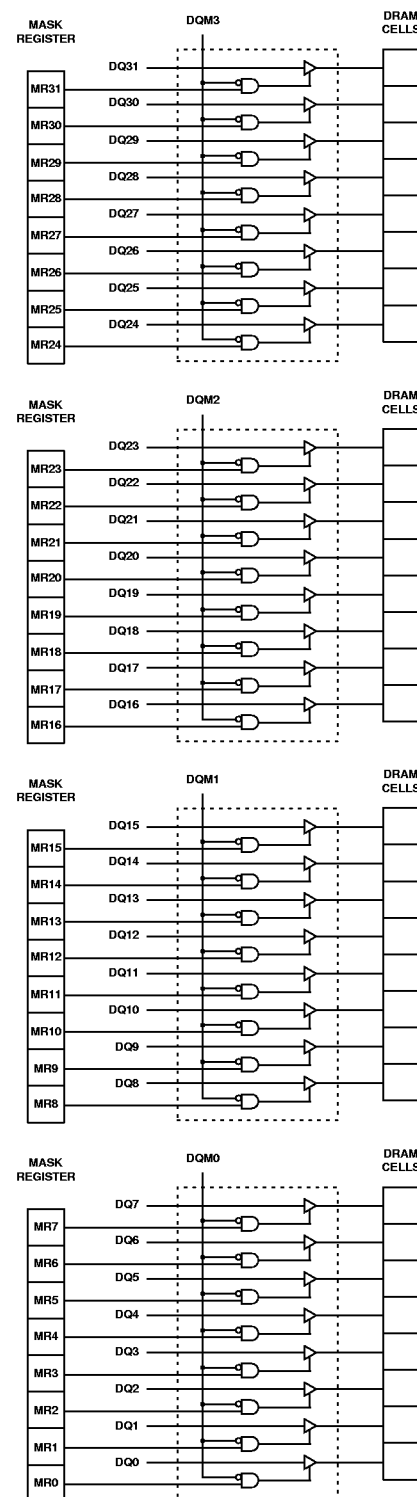 MASK
REGISTER
DQM3
DRAM
CELLS
DQ31
MR31
DQ30
MR30
DQ29
MR29
DQ28
MR28
DQ27
MR27
DQ26
MR26
DQ25
MR25
DQ24
MR24
MASK
REGISTER
DQM2
DRAM
CELLS
DQ23
MR23
DQ22
MR22
DQ21
MR21
DQ20
MR20
DQ19
MR19
DQ18
MR18
DQ17
MR17
DQ16
MR16
MASK
REGISTER
DQM1
DRAM
CELLS
DQ15
MR15
DQ14
MR14
DQ13
MR13
DQ12
MR12
DQ11
MR11
DQ10
MR10
DQ9
MR9
DQ8
MR8
MASK
REGISTER
DQM0
DRAM
CELLS
DQ7
MR7
DQ6
MR6
DQ5
MR5
DQ4
MR4
DQ3
MR3
DQ2
MR2
DQ1
MR1
DQ0
MR0